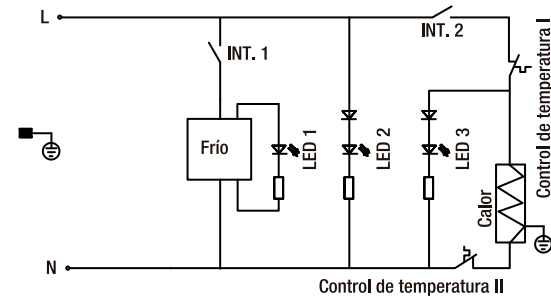 L
INT. 2
INT. 1
Control de temperatura I
Frío
LED 1
LED 2
LED 3
Calor
N
Control de temperatura II